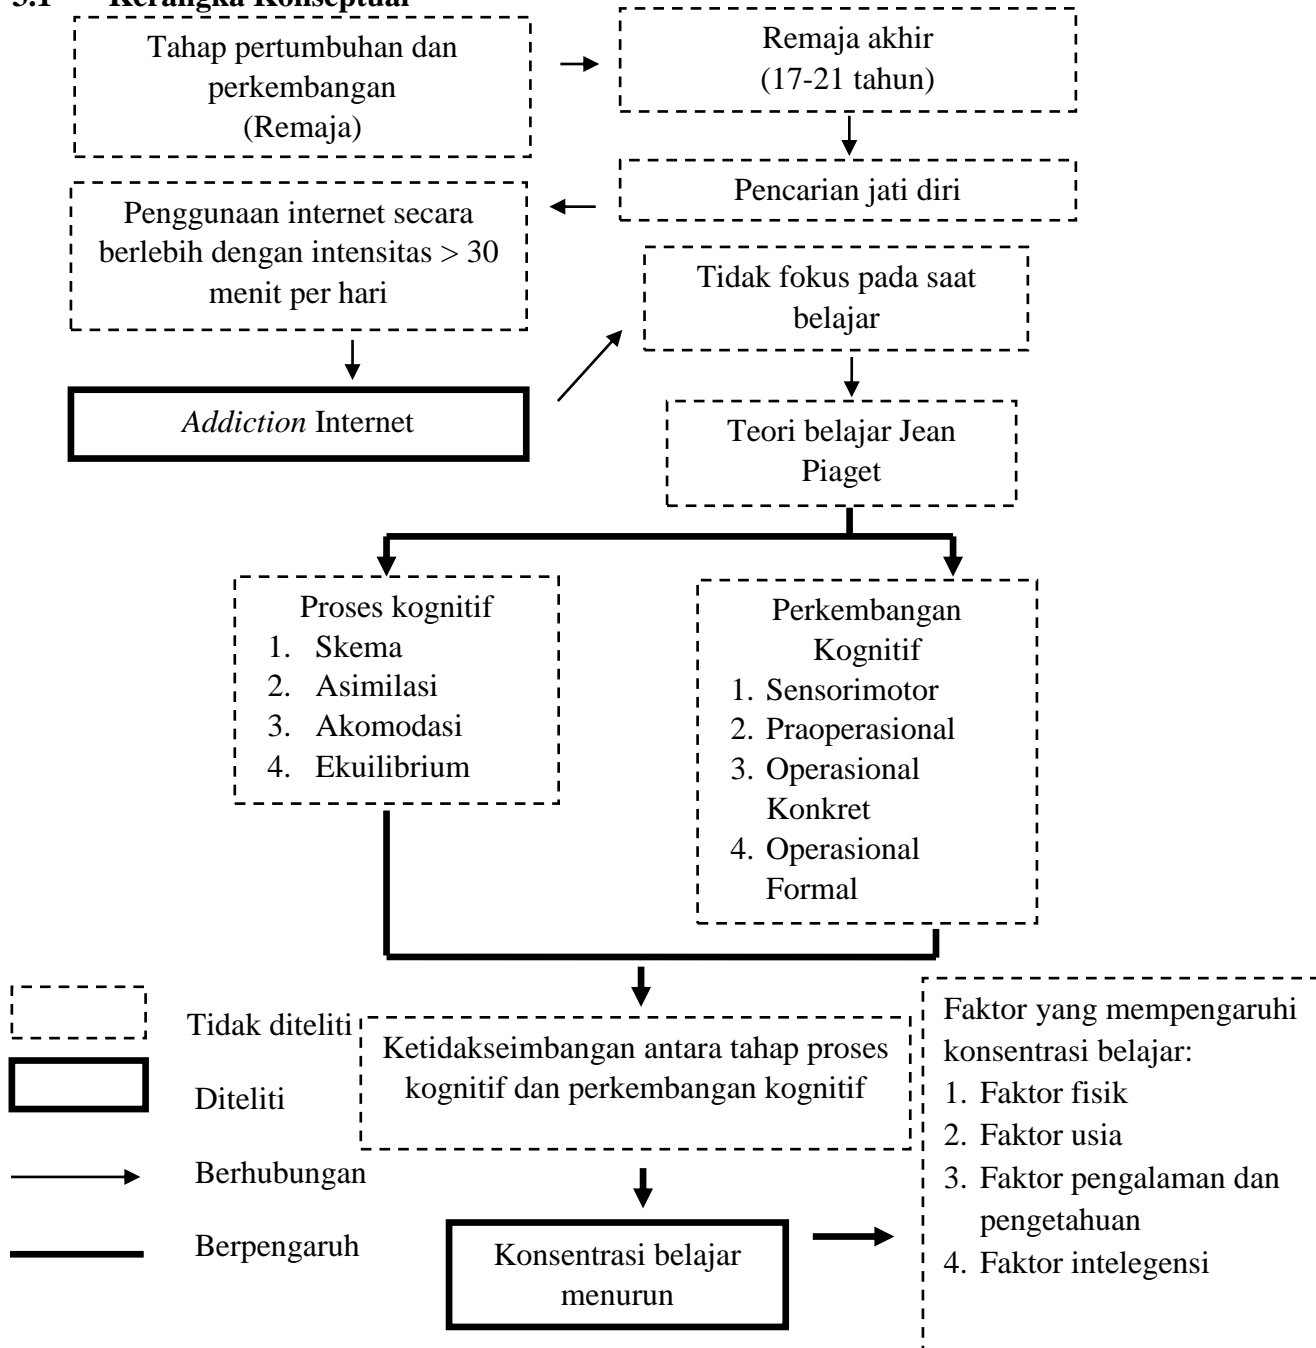 3.1 Kerangka Konseptual
Tahap pertumbuhan dan
perkembangan
(Remaja)
Remaja akhir
(17-21 tahun)
Pencarian jati diri
Penggunaan internet secara
berlebih dengan intensitas > 30
menit per hari
Tidak fokus pada saat
belajar
Addiction Internet
Teori belajar Jean
Piaget
Proses kognitif
1. Skema
2. Asimilasi
3. Akomodasi
4. Ekuilibrium
Perkembangan
Kognitif
1. Sensorimotor
2. Praoperasional
3. Operasional
Konkret
4. Operasional
Formal
Tidak diteliti
Diteliti
Berhubungan
Berpengaruh
Ketidakseimbangan antara tahap proses
kognitif dan perkembangan kognitif
Konsentrasi belajar
menurun
Faktor yang mempengaruhi
konsentrasi belajar:
1. Faktor fisik
2. Faktor usia
3. Faktor pengalaman dan
pengetahuan
4. Faktor intelegensi